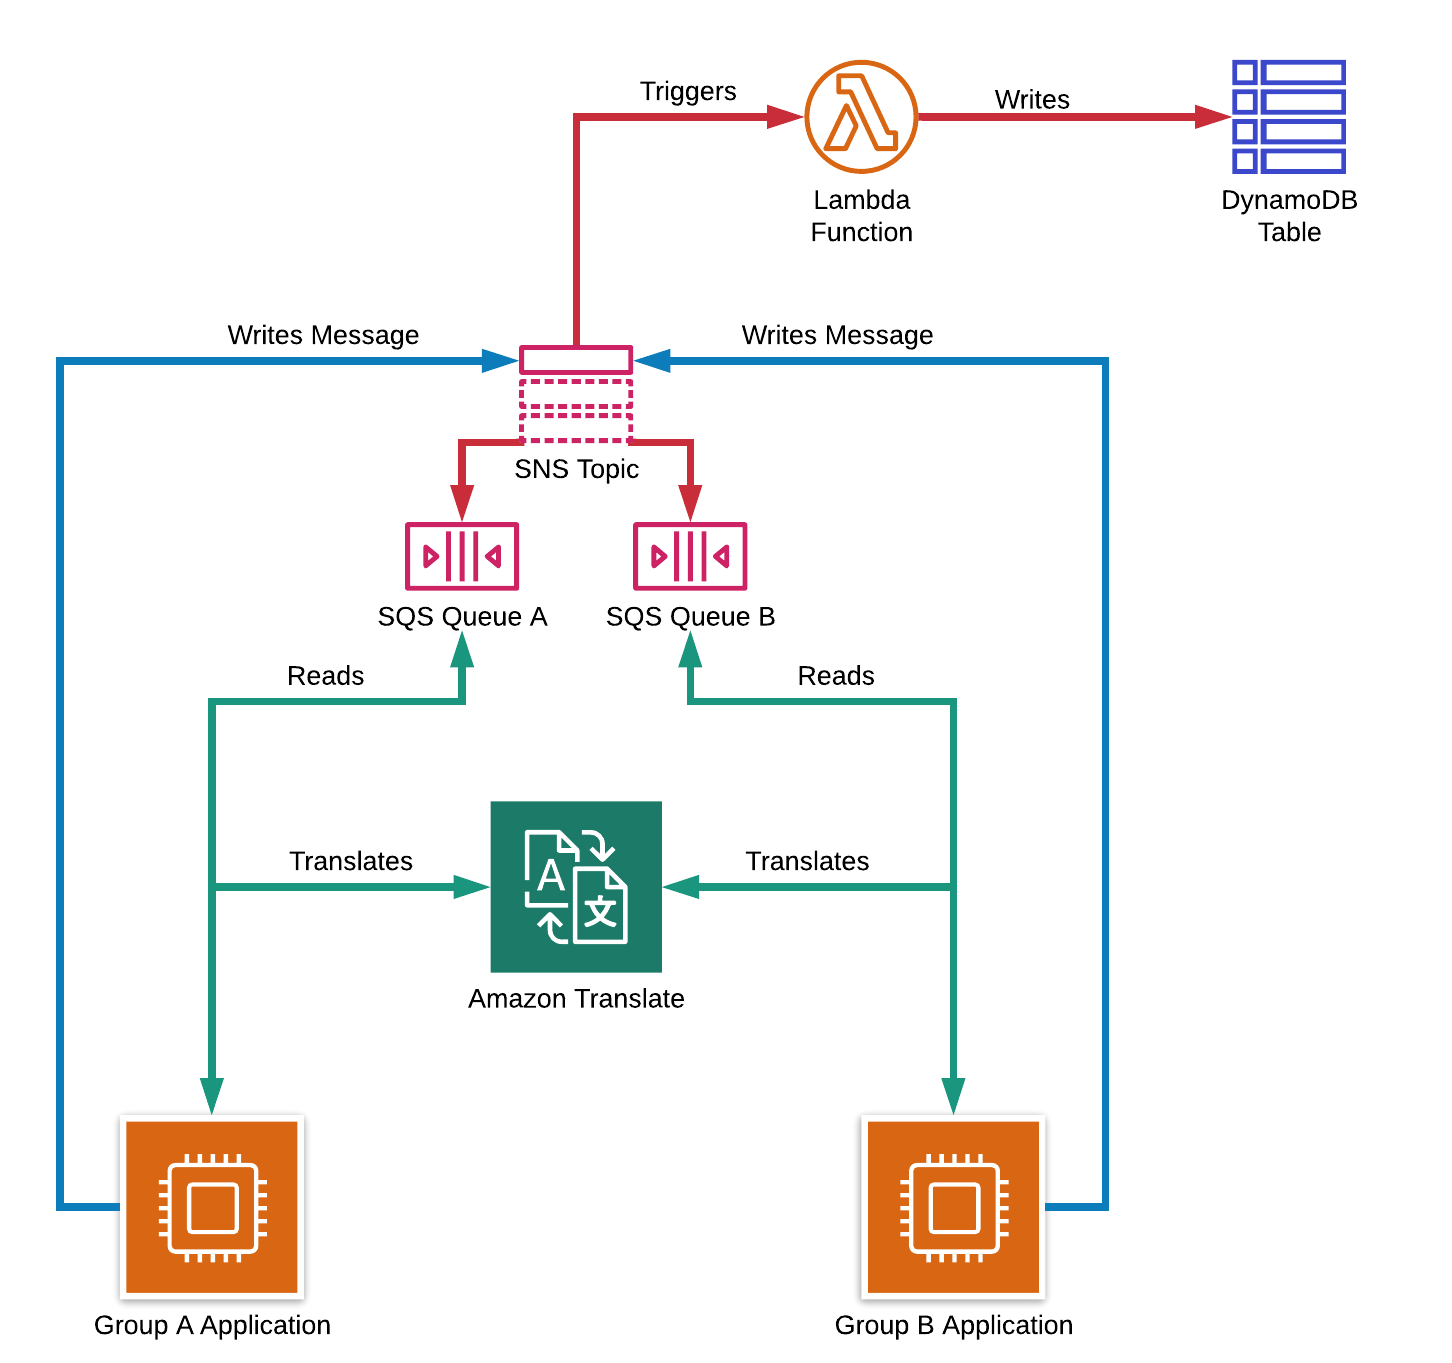 Triggers
Writes
Lambda
Function
DynamoDB
Table
Writes Message
Writes Message
SNS Topic
SQS Queue A
SQS Queue B
Reads
Reads
Translates
Translates
A
文
Amazon Translate
Group A Application
Group B Application